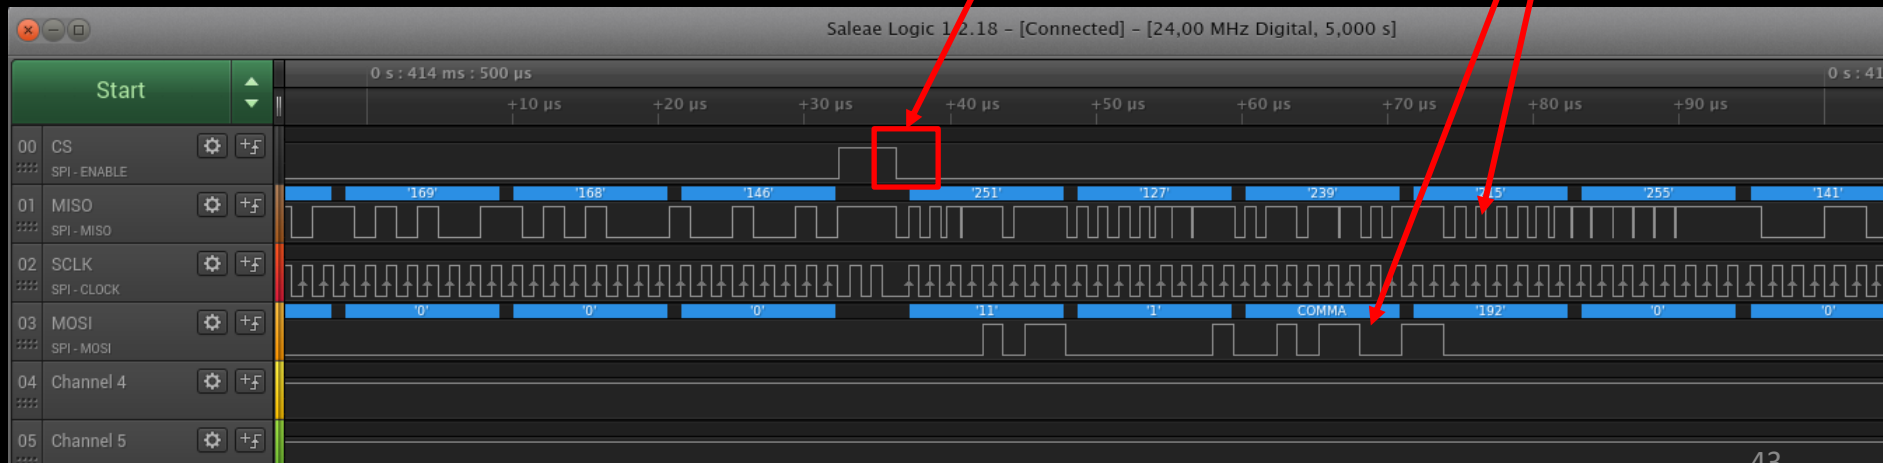 Saleae Logic 1.2.18 - [Connected] - [24,00 MHz Digital, 5,000 s]
Start
0 s : 414 ms : 500 µs
0 s : 41
+10 µs +20 µs +30 µs +40 µs +50 µs +60 µs +70 µs +80 µs +90 µs
00 CS
SPI - ENABLE
'169' '168' '146' '251' '127' '239' '255' '141'
01 MISO
SPI - MISO
02 SCLK
SPI - CLOCK
'0' '0' '0' '11' '1' COMMA '192' '0' '0'
03 MOSI
SPI - MOSI
04 Channel 4
05 Channel 5
43